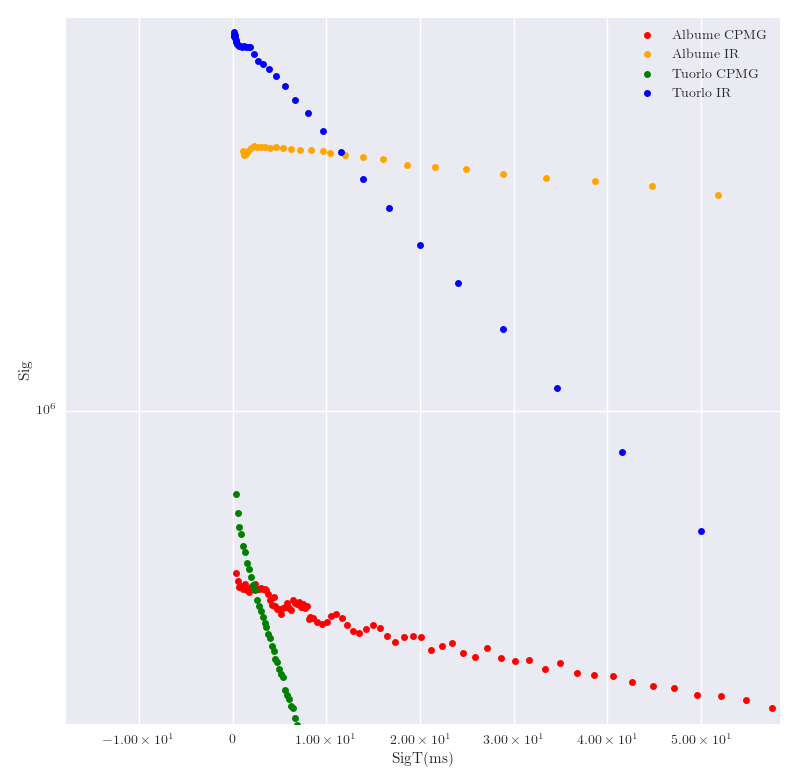 Albume CPMG
Albume IR
Tuorlo CPMG
Tuorlo IR
Sig
10^6
−1.00 × 10^1
0
1.00 × 10^1
2.00 × 10^1
3.00 × 10^1
4.00 × 10^1
5.00 × 10^1
SigT(ms)